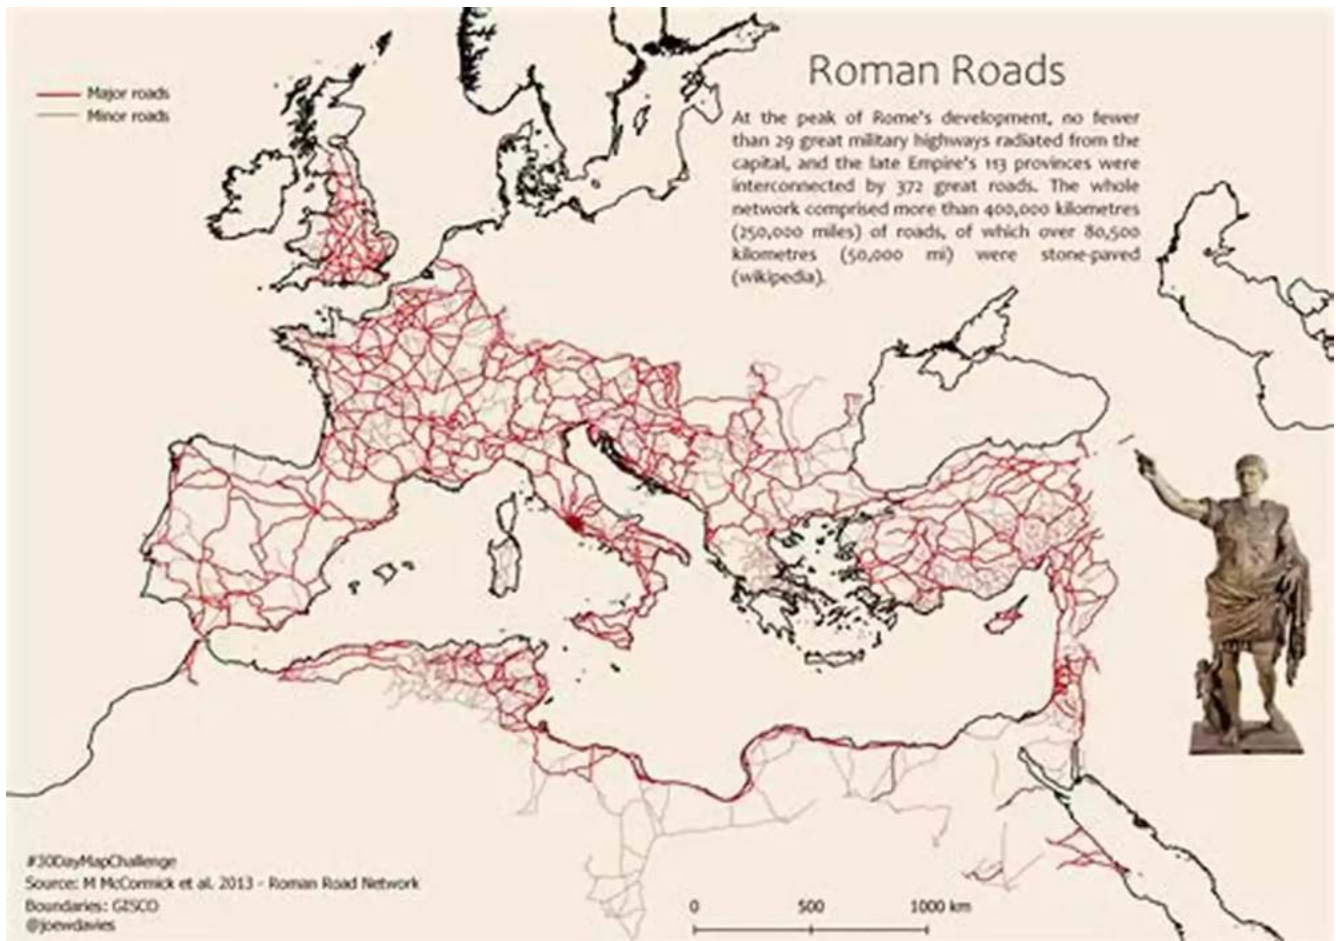 Roman Roads
Major roads
Minor roads
At the peak of Rome's development, no fewer
than 29 great military highways radiated from the
capital, and the late Empire's 113 provinces were
interconnected by 372 great roads. The whole
network comprised more than 400,000 kilometres
(250,000 miles) of roads, of which over 80,500
kilometres (50,000 mi) were stone-paved
(wikipedia).
#30DayMapChallenge
Source: M McCormick et al. 2013 - Roman Road Network
Boundaries: GISCO
@joewdavies
0 500 1000 km